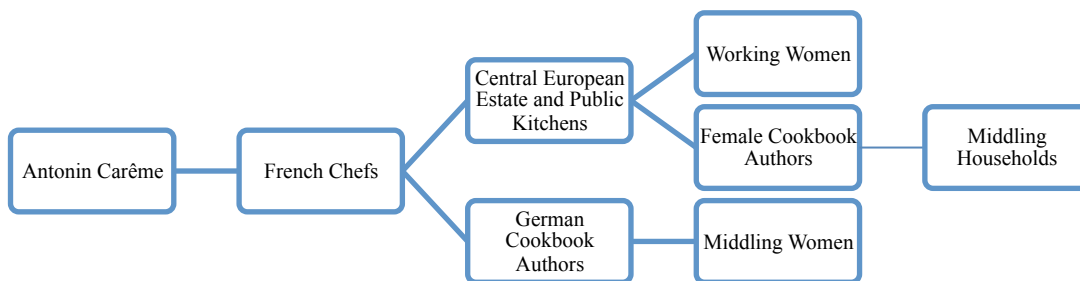 Antonin Carême
French Chefs
Central European
Estate and Public
Kitchens
German
Cookbook
Authors
Working Women
Female Cookbook
Authors
Middling Women
Middling
Households